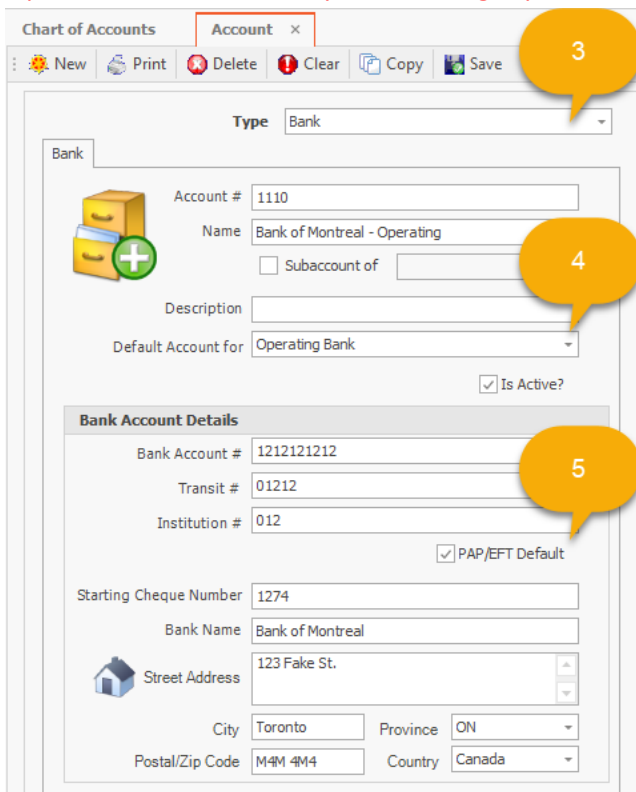 Chart of Accounts Account ×
New Print Delete Clear Copy Save
3
Type Bank
Bank
Account # 1110
Name Bank of Montreal - Operating
Subaccount of
4
Description
Default Account for Operating Bank
Is Active?
Bank Account Details
Bank Account # 1212121212
5
Transit # 01212
Institution # 012
PAP/EFT Default
Starting Cheque Number 1274
Bank Name Bank of Montreal
Street Address 123 Fake St.
City Toronto Province ON
Postal/Zip Code M4M 4M4 Country Canada